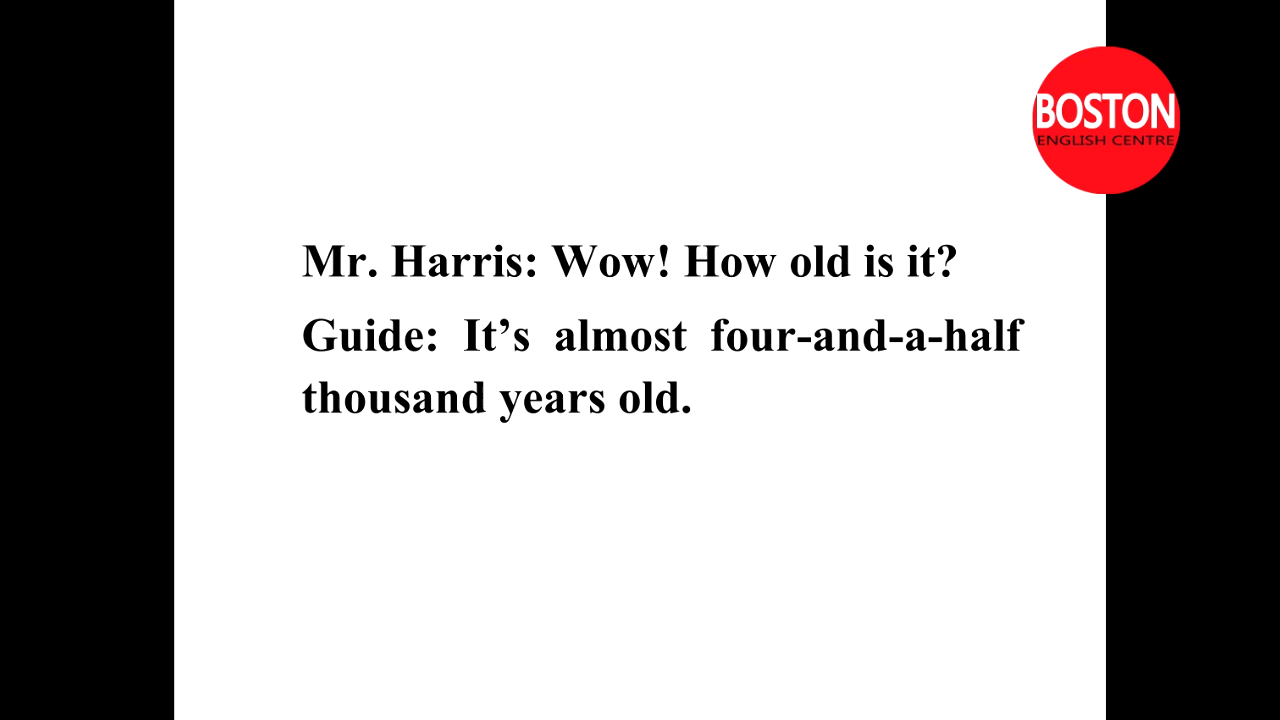 BOSTON
ENGLISH CENTRE
Mr. Harris: Wow! How old is it?
Guide: It’s almost four-and-a-half
thousand years old.